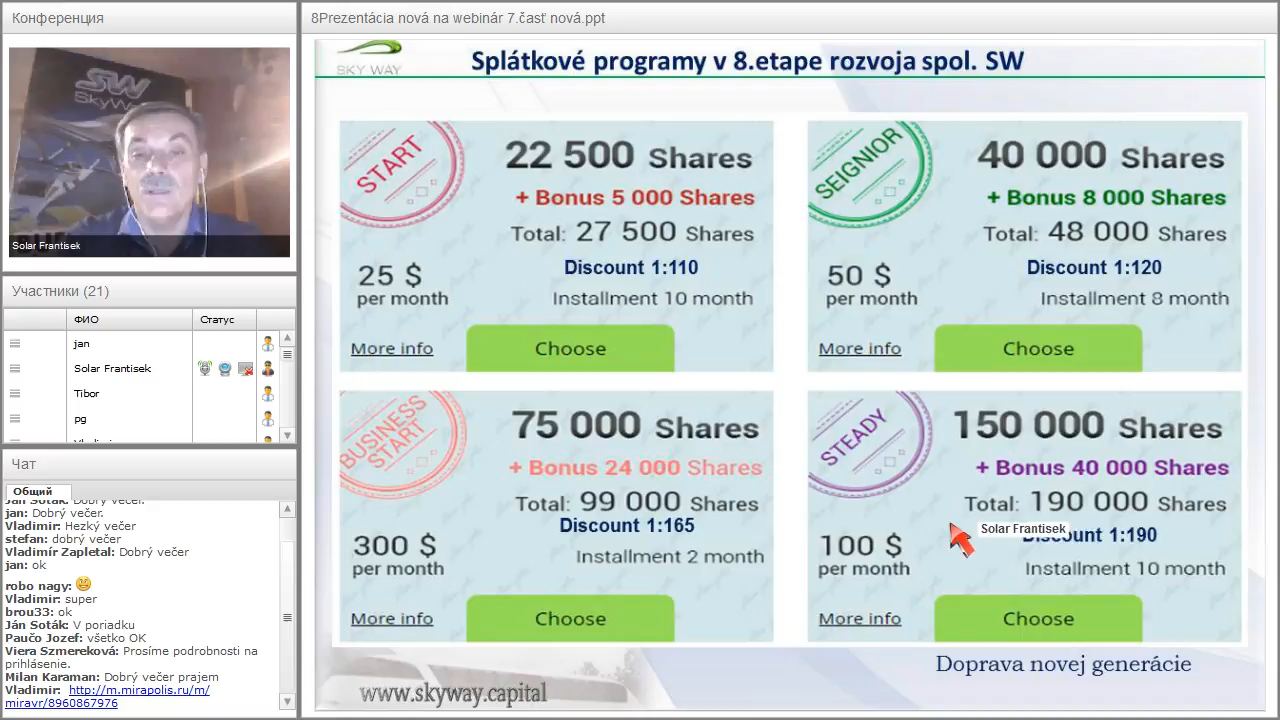 Конференция
SW
SkyW
Solar Frantisek
Участники (21)
ФИО
Статус
jan
Solar Frantisek
Tibor
pg
Чат
Общий
Ján Soták: Dobrý večer.
jan: Dobrý večer.
Vladimir: Hezký večer
stefan: dobrý večer
Vladimír Zapletal: Dobrý večer
jan: ok
robo nagy:
Vladimir: super
brou33: ok
Ján Soták: V poriadku
Paučo Jozef: všetko OK
Viera Szmereková: Prosíme podrobnosti na
prihlásenie.
Milan Karaman: Dobrý večer prajem
Vladimir: http://m.mirapolis.ru/m/
miravr/8960867976
8Prezentácia nová na webinár 7.časť nová.ppt
SKY WAY
Splátkové programy v 8.etape rozvoja spol. SW
START
22 500 Shares
+ Bonus 5 000 Shares
Total: 27 500 Shares
Discount 1:110
25 $
per month
Installment 10 month
More info
Choose
SEIGNIOR
40 000 Shares
+ Bonus 8 000 Shares
Total: 48 000 Shares
Discount 1:120
50 $
per month
Installment 8 month
More info
Choose
BUSINESS
START
75 000 Shares
+ Bonus 24 000 Shares
Total: 99 000 Shares
Discount 1:165
300 $
per month
Installment 2 month
More info
Choose
STEADY
150 000 Shares
+ Bonus 40 000 Shares
Total: 190 000 Shares
Solar Frantisek
Discount 1:190
100 $
per month
Installment 10 month
More info
Choose
Doprava novej generácie
www.skyway.capital